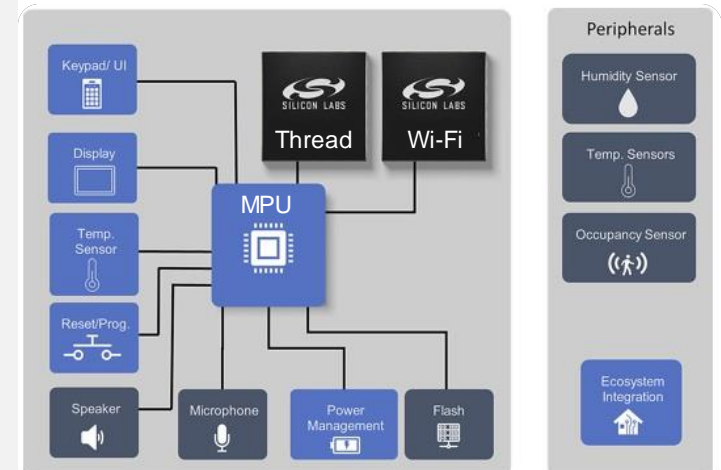 Keypad/ UI
Display
Temp.
Sensor
Reset/Prog.
Speaker
Microphone
Power
Management
Flash
MPU
SILICON LABS
Thread
SILICON LABS
Wi-Fi
Peripherals
Humidity Sensor
Temp. Sensors
Occupancy Sensor
Ecosystem
Integration